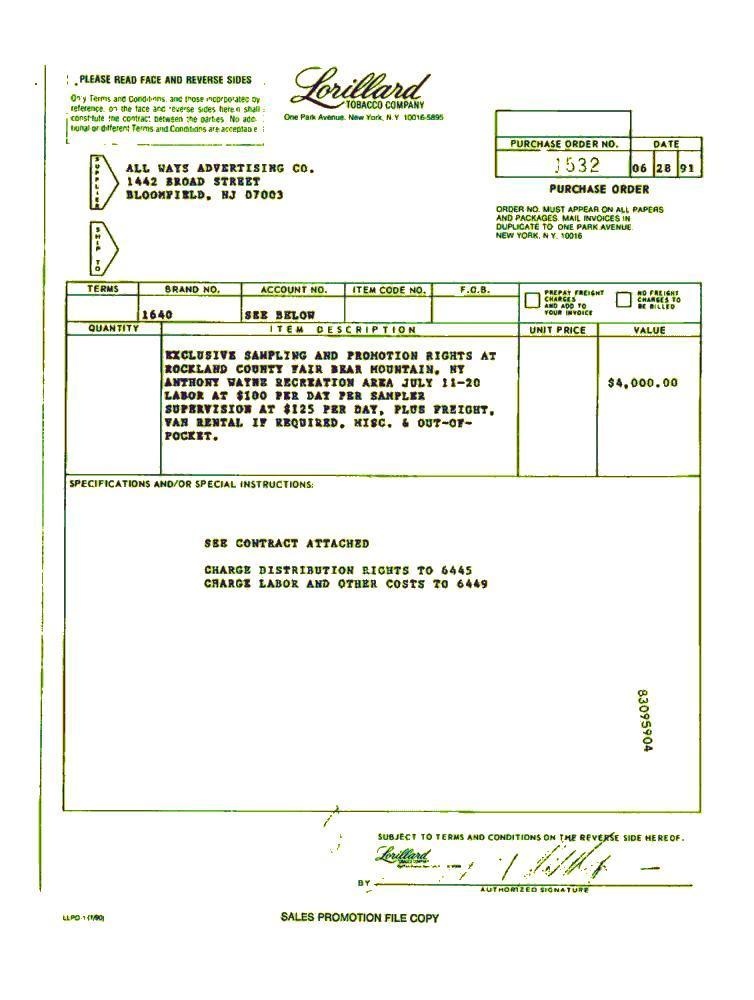 PLEASE READ FACE AND REVERSE SIDES
Only Terms and Conditions, and those incorporated by
reference, on the face and reverse sides herein shall
constitute the contract between the parties. No addi-
tional or different Terms and Conditions are acceptable.
Lorillard
TOBACCO COMPANY
One Park Avenue, New York, N.Y. 10016-5895
PURCHASE ORDER NO. DATE
1532 06 28 91
PURCHASE ORDER
ORDER NO. MUST APPEAR ON ALL PAPERS
AND PACKAGES. MAIL INVOICES IN
DUPLICATE TO ONE PARK AVENUE
NEW YORK, N.Y. 10016
SUPPLIER
ALL WAYS ADVERTISING CO.
1442 BROAD STREET
BLOOMFIELD, NJ 07003
SHIP TO
TERMS BRAND NO. ACCOUNT NO. ITEM CODE NO. F.O.B.
PREPAY FREIGHT
CHARGES
AND ADD TO
YOUR INVOICE
NO FREIGHT
CHARGES TO
BE BILLED
1640 SEE BELOW
QUANTITY ITEM DESCRIPTION UNIT PRICE VALUE
EXCLUSIVE SAMPLING AND PROMOTION RIGHTS AT
ROCKLAND COUNTY FAIR BEAR MOUNTAIN, NY
ANTHONY WAYNE RECREATION AREA JULY 11-20 $4,000.00
LABOR AT $100 PER DAY PER SAMPLER
SUPERVISION AT $125 PER DAY, PLUS FREIGHT,
VAN RENTAL IF REQUIRED, MISC. & OUT-OF-
POCKET.
SPECIFICATIONS AND/OR SPECIAL INSTRUCTIONS:
SEE CONTRACT ATTACHED
CHARGE DISTRIBUTION RIGHTS TO 6445
CHARGE LABOR AND OTHER COSTS TO 6449
83095904
SUBJECT TO TERMS AND CONDITIONS ON THE REVERSE SIDE HEREOF.
Lorillard
BY
AUTHORIZED SIGNATURE
LLPD-1 (7/90)
SALES PROMOTION FILE COPY